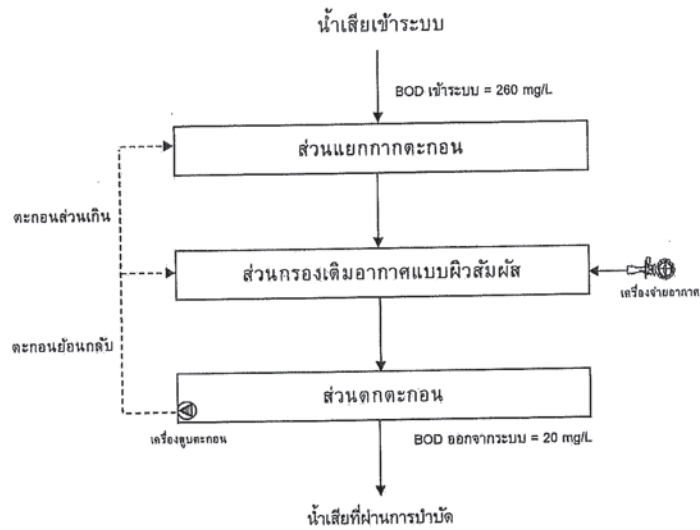 น้ำเสียเข้าระบบ
BOD เข้าระบบ = 260 mg/L
ส่วนแยกกากตะกอน
ตะกอนส่วนเกิน
ส่วนกรองเติมอากาศแบบผิวสัมผัส
เครื่องจ่ายอากาศ
ตะกอนย้อนกลับ
ส่วนตกตะกอน
เครื่องสูบตะกอน
BOD ออกจากระบบ = 20 mg/L
น้ำเสียที่ผ่านการบำบัด